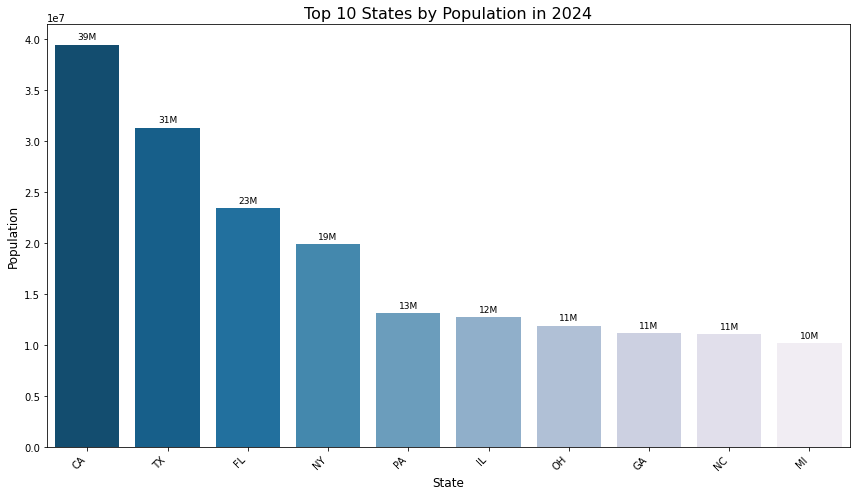 Top 10 States by Population in 2024
1e7
4.0
3.5
3.0
2.5
2.0
1.5
1.0
0.5
0.0
Population
39M
31M
23M
19M
13M
12M
11M
11M
11M
10M
CA
TX
FL
NY
PA
IL
OH
GA
NC
MI
State